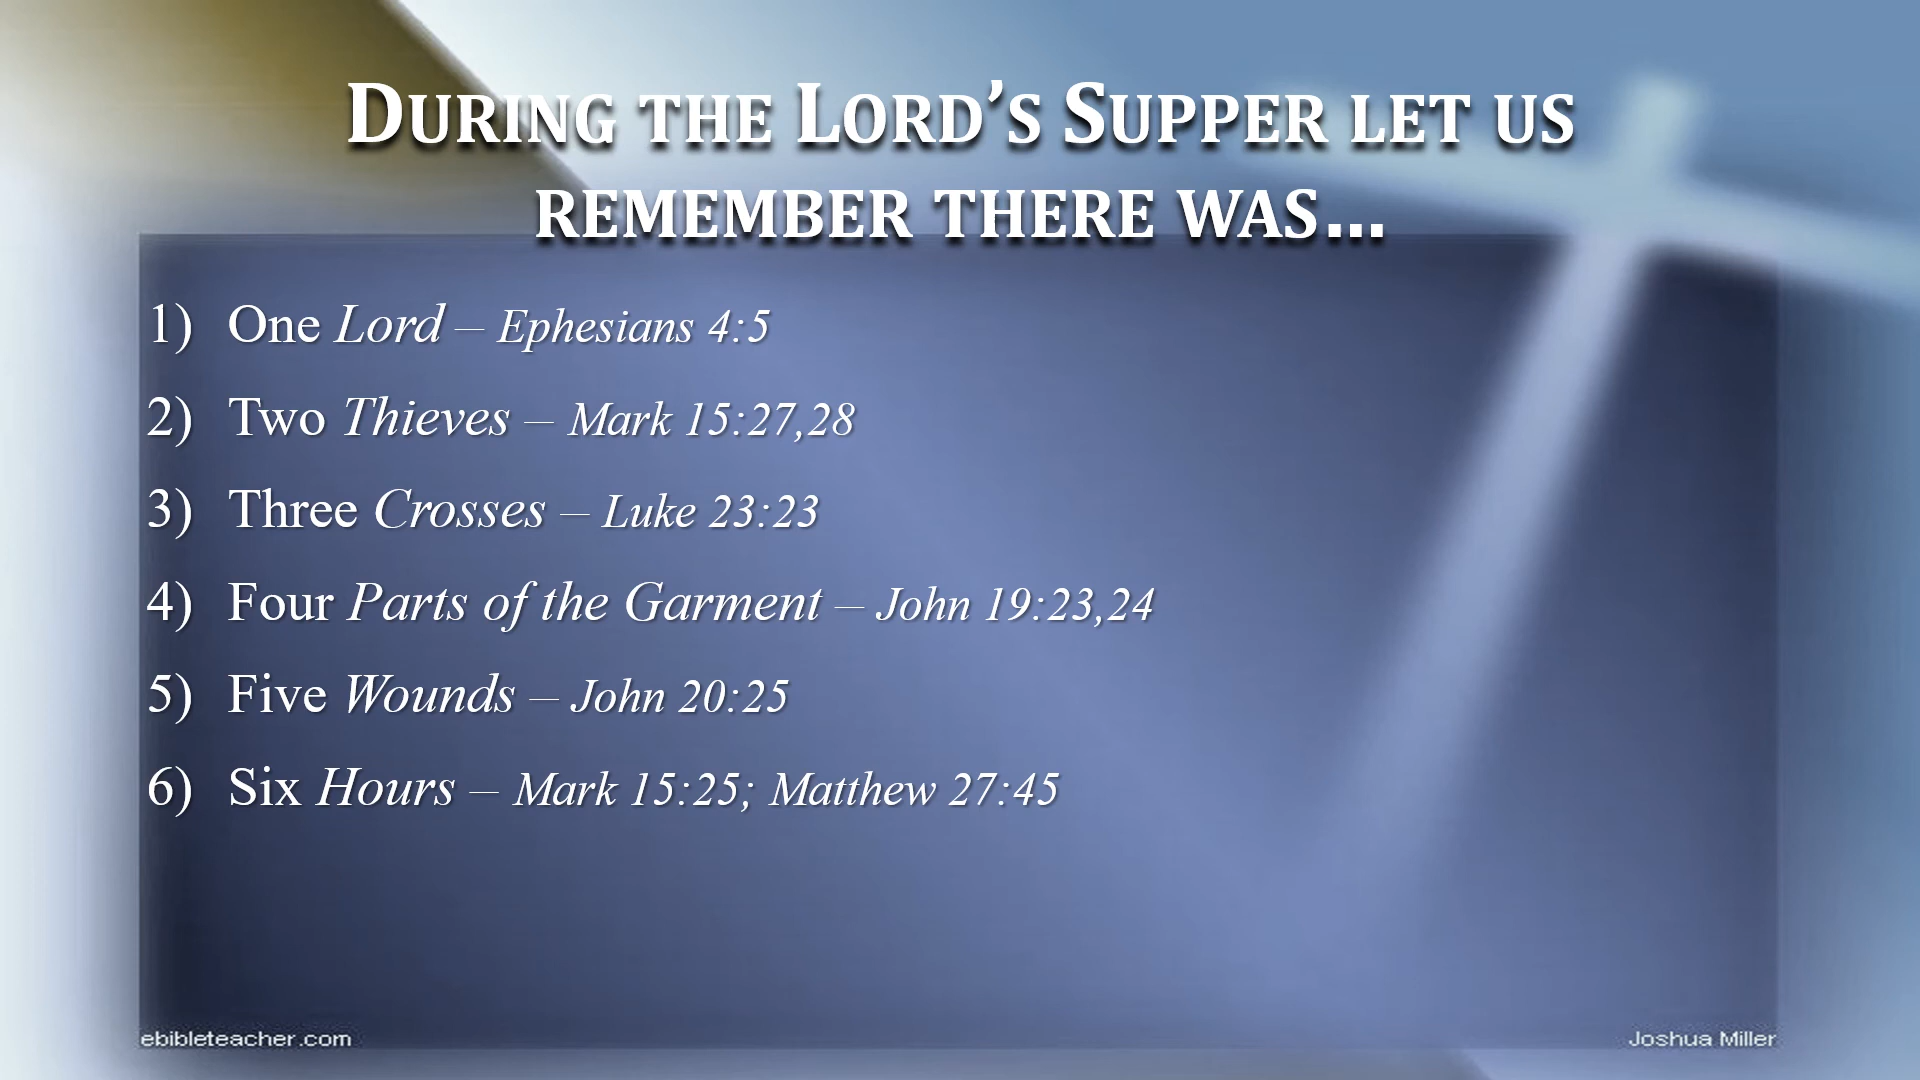 During the Lord’s Supper let us
remember there was…
1) One Lord – Ephesians 4:5
2) Two Thieves – Mark 15:27,28
3) Three Crosses – Luke 23:23
4) Four Parts of the Garment – John 19:23,24
5) Five Wounds – John 20:25
6) Six Hours – Mark 15:25; Matthew 27:45
ebibleteacher.com
Joshua Miller